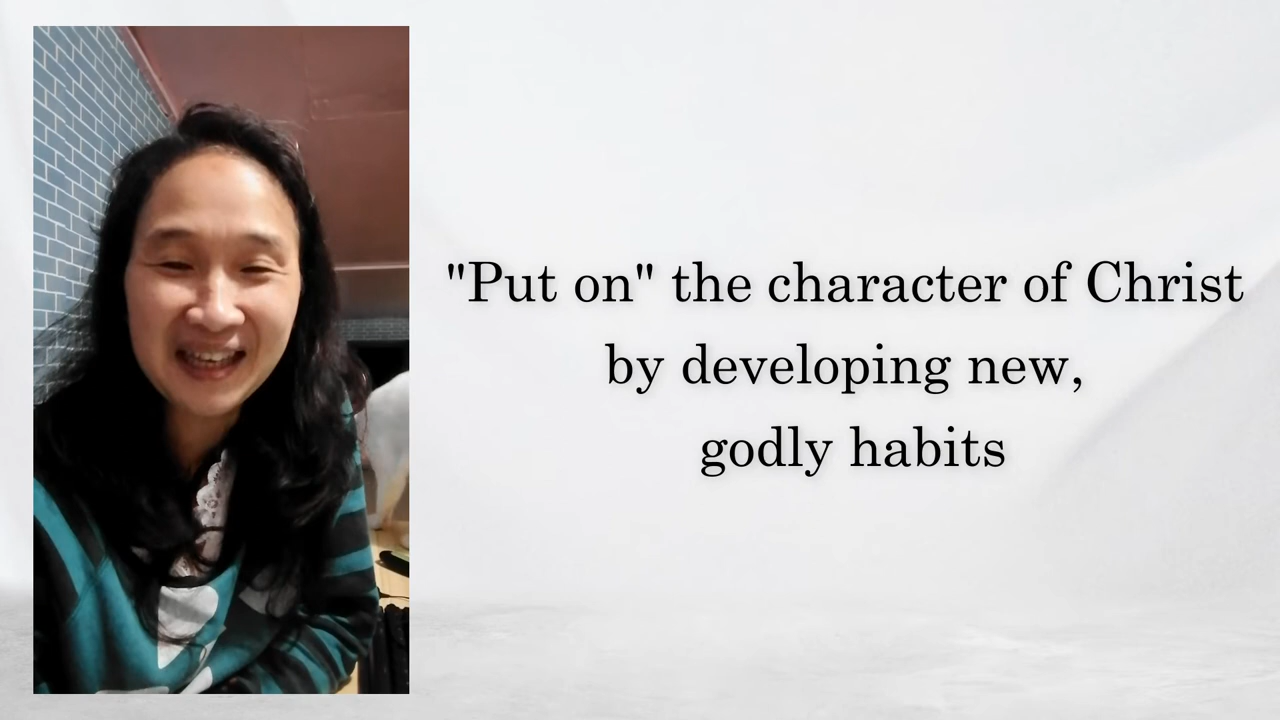 "Put on" the character of Christ
by developing new,
godly habits